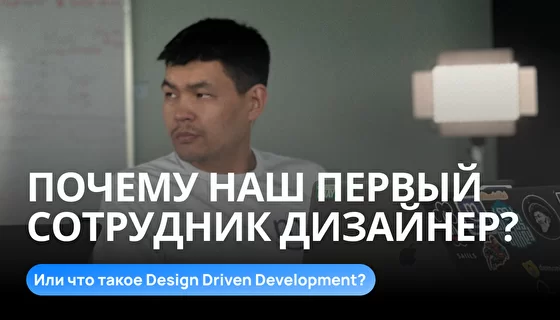 ПОЧЕМУ НАШ ПЕРВЫЙ
СОТРУДНИК ДИЗАЙНЕР?
Или что такое Design Driven Development?